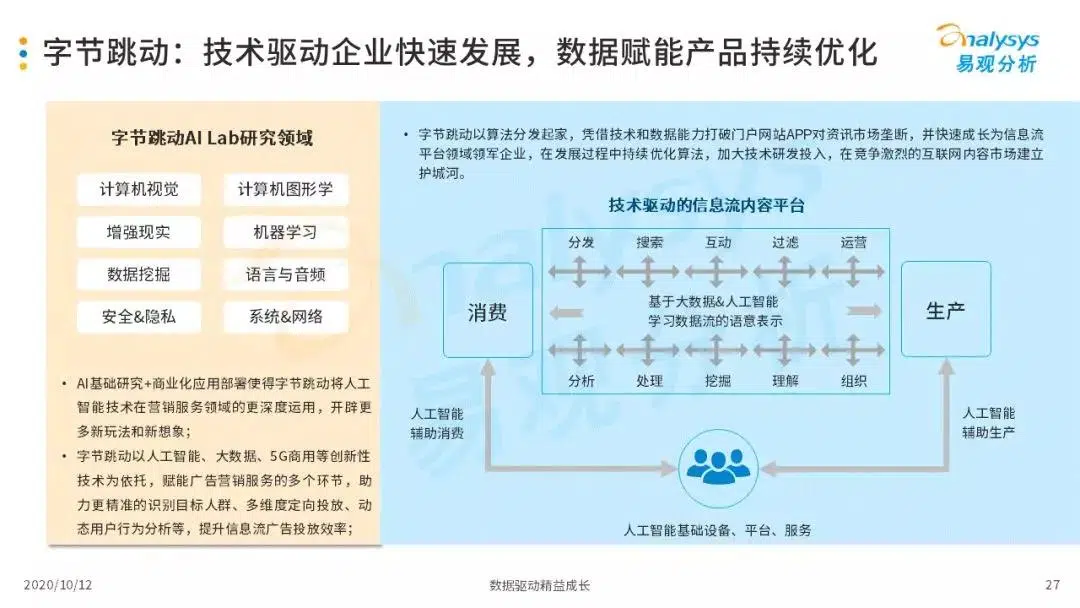 字节跳动：技术驱动企业快速发展，数据赋能产品持续优化
analysys
易观分析
字节跳动AI Lab研究领域
计算机视觉
计算机图形学
增强现实
机器学习
数据挖掘
语言与音频
安全&隐私
系统&网络
• AI基础研究+商业化应用部署使得字节跳动将人工
智能技术在营销服务领域的更深度运用，开辟更
多新玩法和新想象；
• 字节跳动以人工智能、大数据、5G商用等创新性
技术为依托，赋能广告营销服务的多个环节，助
力更精准的识别目标人群、多维度定向投放、动
态用户行为分析等，提升信息流广告投放效率；
• 字节跳动以算法分发起家，凭借技术和数据能力打破门户网站APP对资讯市场垄断，并快速成长为信息流
平台领域领军企业，在发展过程中持续优化算法，加大技术研发投入，在竞争激烈的互联网内容市场建立
护城河。
技术驱动的信息流内容平台
分发
搜索
互动
过滤
运营
消费
基于大数据&人工智能
学习数据流的语意表示
生产
分析
处理
挖掘
理解
组织
人工智能
辅助消费
人工智能
辅助生产
人工智能基础设备、平台、服务
analysys
易观分析
2020/10/12
数据驱动精益成长
27